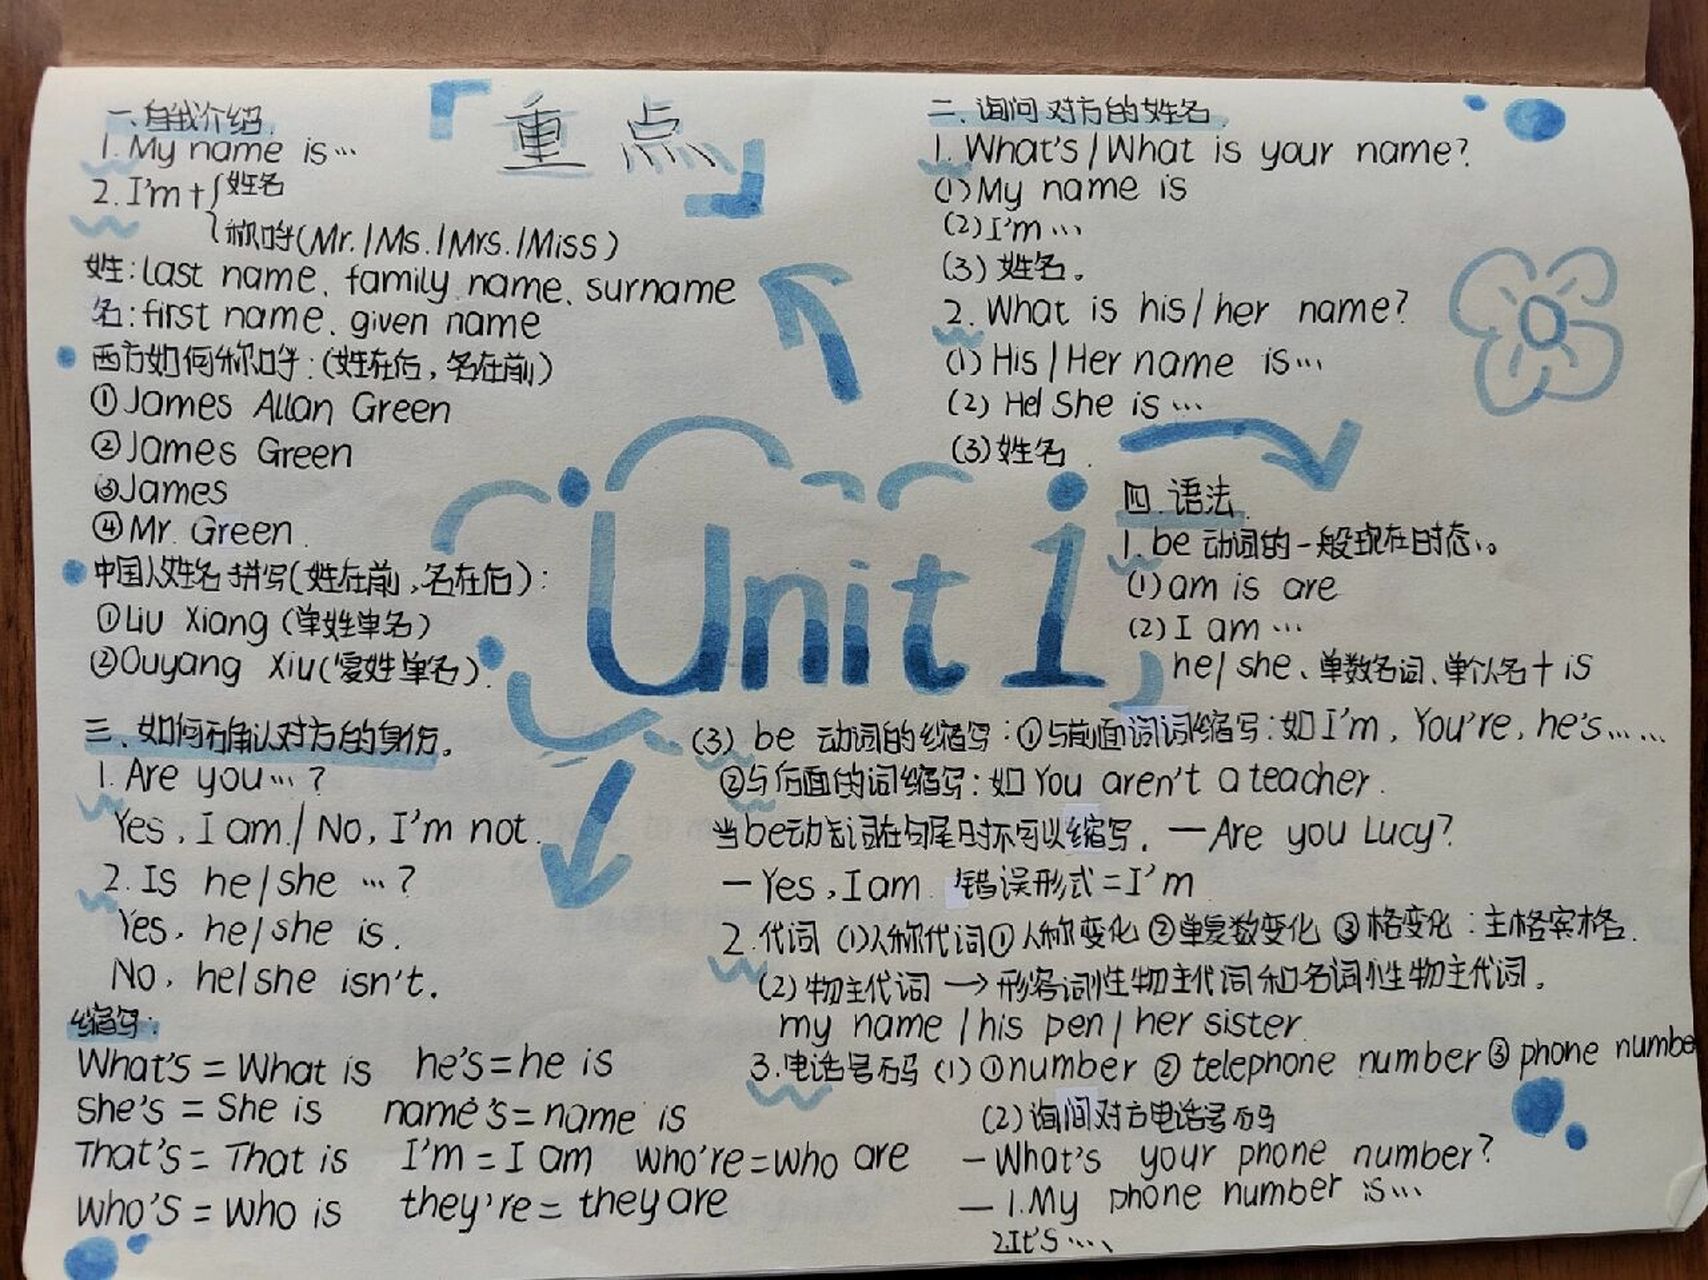 「重点」
一、自我介绍
1. My name is…
2. I'm + { 姓名
称呼(Mr. / Ms. / Mrs. / Miss)
姓: last name、family name、surname
名: first name、given name
西方如何称呼:(姓在后,名在前)
①James Allan Green
②James Green
③James
④Mr. Green.
中国人姓名拼写(姓在前,名在后):
①Liu Xiang (单姓单名)
②Ouyang Xiu(复姓单名).
二、询问对方的姓名
1. What's / What is your name?
(1) My name is
(2) I'm …
(3) 姓名。
2. What is his / her name?
(1) His / Her name is…
(2) He/ She is …
(3) 姓名.
Unit 1
三、如何确认对方的身份。
1. Are you…?
Yes, I am. / No, I'm not.
2. Is he / she …?
Yes, he / she is.
No, he/she isn't.
缩写:
What's = What is he's = he is
she's = She is name's = name is
That's = That is I'm = I am who're = who are
who's = who is they're = they are
四.语法
1. be 动词的一般现在时态。
(1) am is are
(2) I am …
he/ she、单数名词、单个人名 + is
(3) be 动词的缩写:①与前面词词缩写:如 I'm, You're, he's……
②与后面的词缩写:如 You aren't a teacher.
当be动词在句尾时不可以缩写. — Are you Lucy?
— Yes, I am. 错误形式 = I'm
2. 代词 (1)人称代词①人称变化 ②单复数变化 ③格变化:主格宾格.
(2) 物主代词 → 形容词性物主代词和名词性物主代词.
my name / his pen / her sister.
3. 电话号码 (1) ①number ② telephone number ③ phone numbe
(2) 询问对方电话号码
— What's your phone number?
— 1. My phone number is…
2.It's …